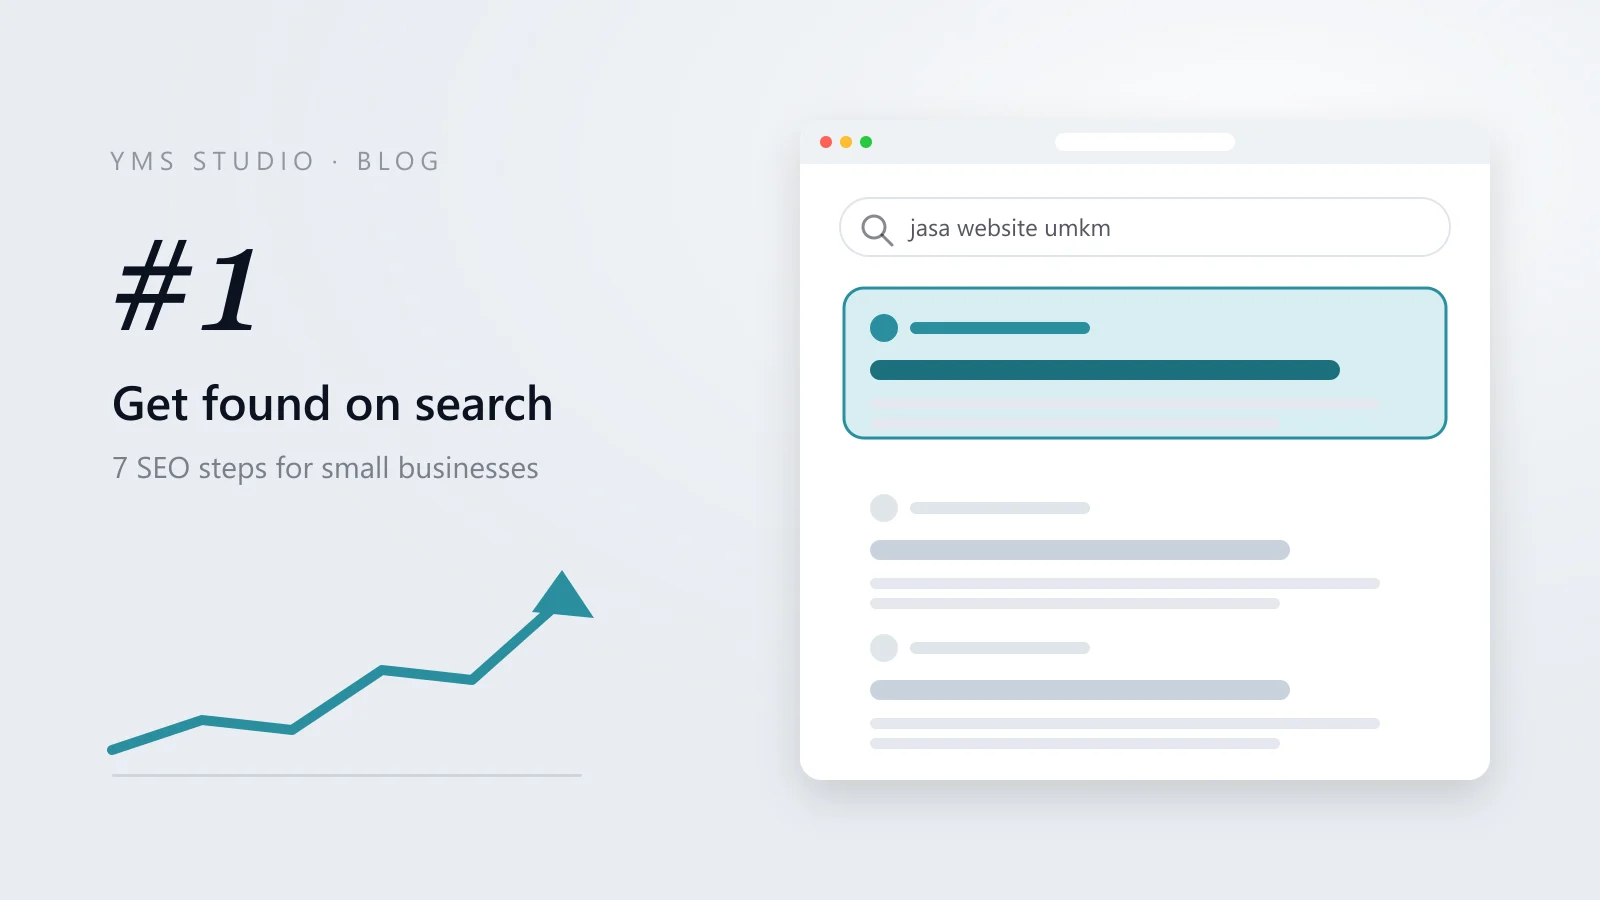 YMS STUDIO · BLOG
#1
Get found on search
7 SEO steps for small businesses
jasa website umkm